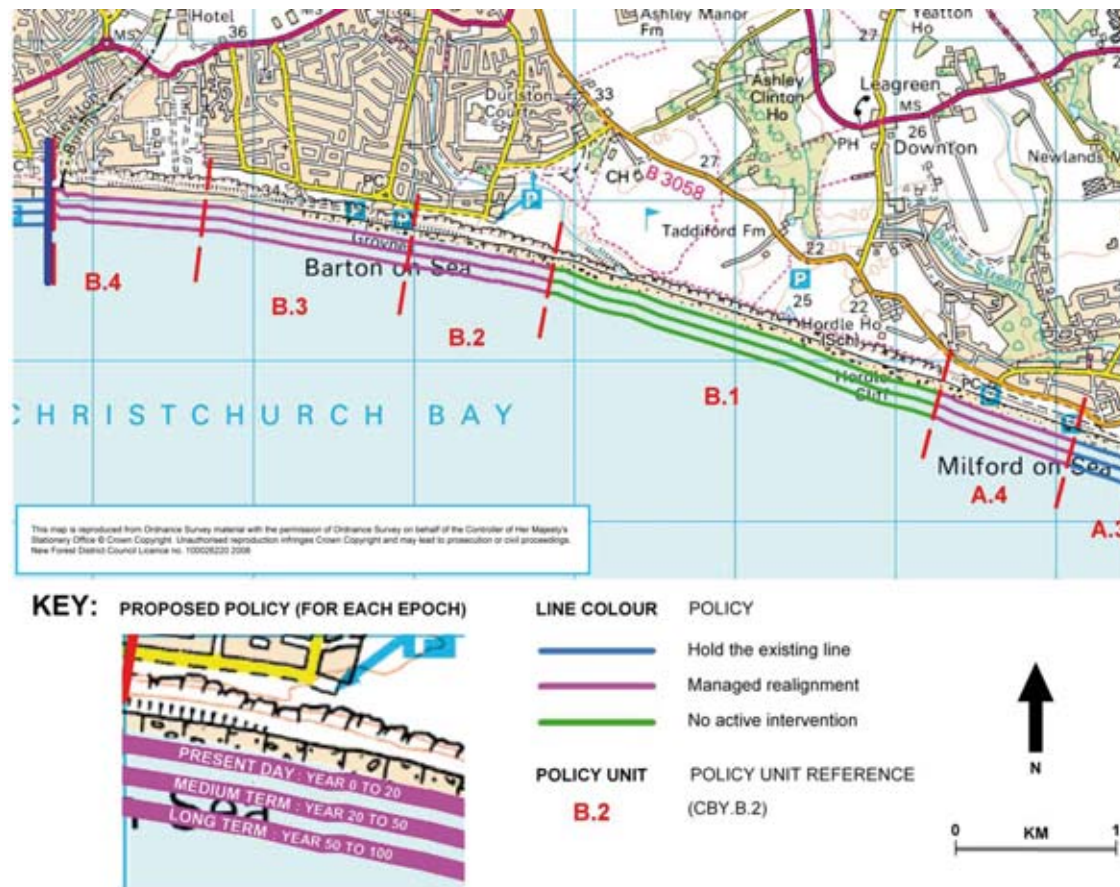 Hotel
36
MS
Ashley Manor
Fm
27
Yeatton
Ho
Ashley
Clinton
Ho
Leagreen
MS
33
Durlston
Court
26
Downton
PH
Newlands
27
CH
B 3058
Taddiford Fm
34
PC
P
P
P
22
P
25
22
Danes Stream
Groyne
Barton on Sea
Hordle Ho
(Sch)
Hordle
Cliff
PC
P
P
B.4
B.3
B.2
B.1
CHRISTCHURCH BAY
Milford on Sea
A.4
A.3
This map is reproduced from Ordnance Survey material with the permission of Ordnance Survey on behalf of the Controller of Her Majesty's
Stationery Office © Crown Copyright. Unauthorised reproduction infringes Crown Copyright and may lead to prosecution or civil proceedings.
New Forest District Council Licence no. 100026220 2008
KEY: PROPOSED POLICY (FOR EACH EPOCH)
PRESENT DAY : YEAR 0 TO 20
MEDIUM TERM : YEAR 20 TO 50
LONG TERM : YEAR 50 TO 100
Sea
LINE COLOUR POLICY
Hold the existing line
Managed realignment
No active intervention
POLICY UNIT POLICY UNIT REFERENCE
B.2 (CBY.B.2)
N
0 KM 1